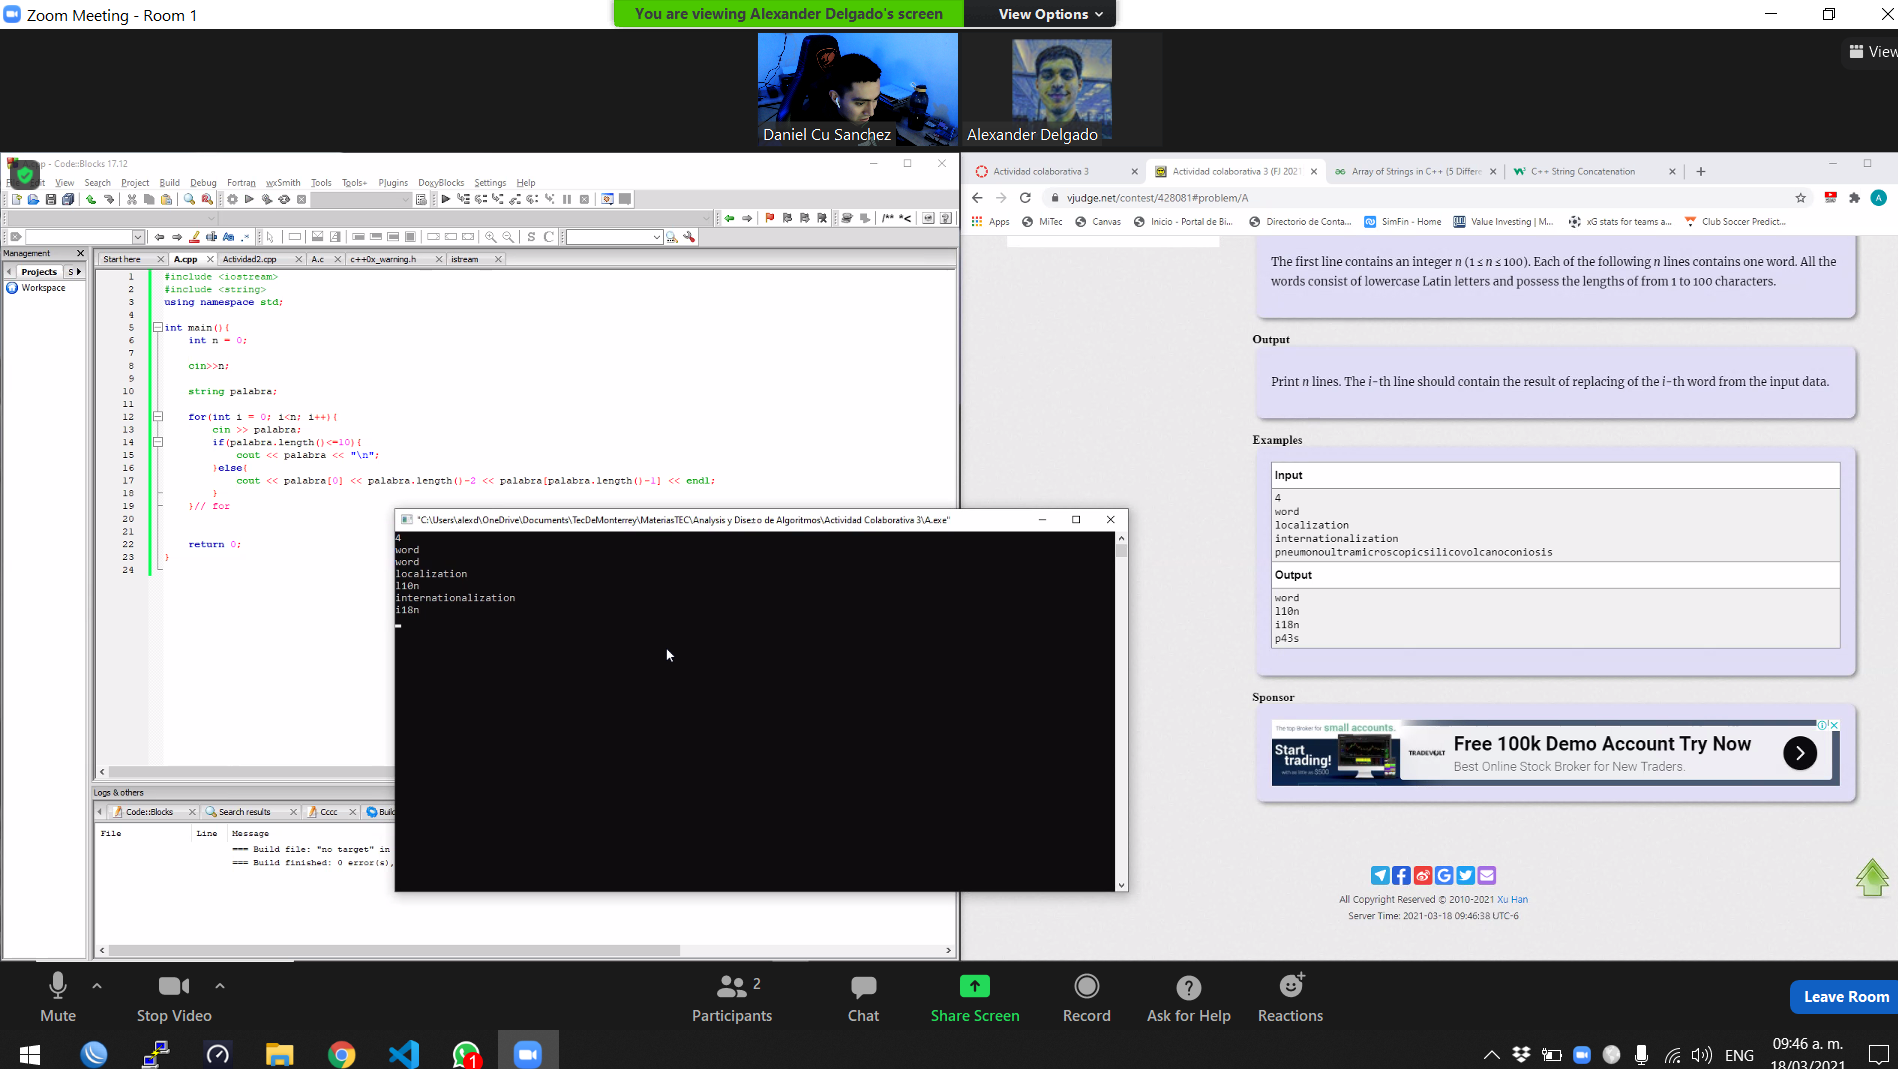 Zoom Meeting - Room 1
You are viewing Alexander Delgado's screen
View Options
View
Daniel Cu Sanchez
Alexander Delgado
- Code::Blocks 17.12
View Search Project Build Debug Fortran wxSmith Tools Tools+ Plugins DoxyBlocks Settings Help
Management
Projects S
Workspace
Start here A.cpp Actividad2.cpp A.c c++0x_warning.h istream
1 #include <iostream>
2 #include <string>
3 using namespace std;
4
5 int main(){
6 int n = 0;
7
8 cin>>n;
9
10 string palabra;
11
12 for(int i = 0; i<n; i++){
13 cin >> palabra;
14 if(palabra.length()<=10){
15 cout << palabra << "\n";
16 }else{
17 cout << palabra[0] << palabra.length()-2 << palabra[palabra.length()-1] << endl;
18 }
19 }// for
20
21
22 return 0;
23 }
24
"C:\Users\alexd\OneDrive\Documents\TecDeMonterrey\MateriasTEC\Analysis y Dise±o de Algoritmos\Actividad Colaborativa 3\A.exe"
4
word
word
localization
l10n
internationalization
i18n
Logs & others
Code::Blocks Search results Cccc
File Line Message
=== Build file: "no target" in
=== Build finished: 0 error(s),
Actividad colaborativa 3
Actividad colaborativa 3 (FJ 2021
Array of Strings in C++ (5 Differe
C++ String Concatenation
vjudge.net/contest/428081#problem/A
A
Apps MiTec Canvas Inicio - Portal de Bi... Directorio de Conta... SimFin - Home Value Investing | M... xG stats for teams a... Club Soccer Predict...
The first line contains an integer n (1 ≤ n ≤ 100). Each of the following n lines contains one word. All the
words consist of lowercase Latin letters and possess the lengths of from 1 to 100 characters.
Output
Print n lines. The i-th line should contain the result of replacing of the i-th word from the input data.
Examples
Input
4
word
localization
internationalization
pneumonoultramicroscopicsilicovolcanoconiosis
Output
word
l10n
i18n
p43s
Sponsor
The top Broker for small accounts.
Start trading!
with as little as $500
TRADEVOLT
Free 100k Demo Account Try Now
Best Online Stock Broker for New Traders.
All Copyright Reserved © 2010-2021 Xu Han
Server Time: 2021-03-18 09:46:38 UTC-6
Mute
Stop Video
2
Participants
Chat
Share Screen
Record
Ask for Help
Reactions
Leave Room
1
ENG
09:46 a. m.
18/03/2021